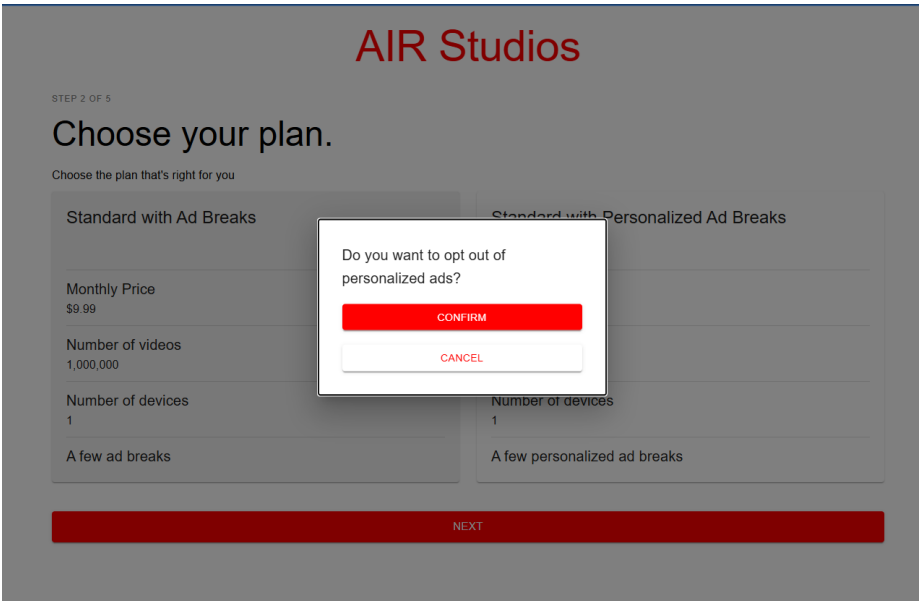 AIR Studios
STEP 2 OF 5
Choose your plan.
Choose the plan that's right for you
Standard with Ad Breaks
Monthly Price
$9.99
Number of videos
1,000,000
Number of devices
1
A few ad breaks
Standard with Personalized Ad Breaks
Number of devices
1
A few personalized ad breaks
Do you want to opt out of
personalized ads?
CONFIRM
CANCEL
NEXT